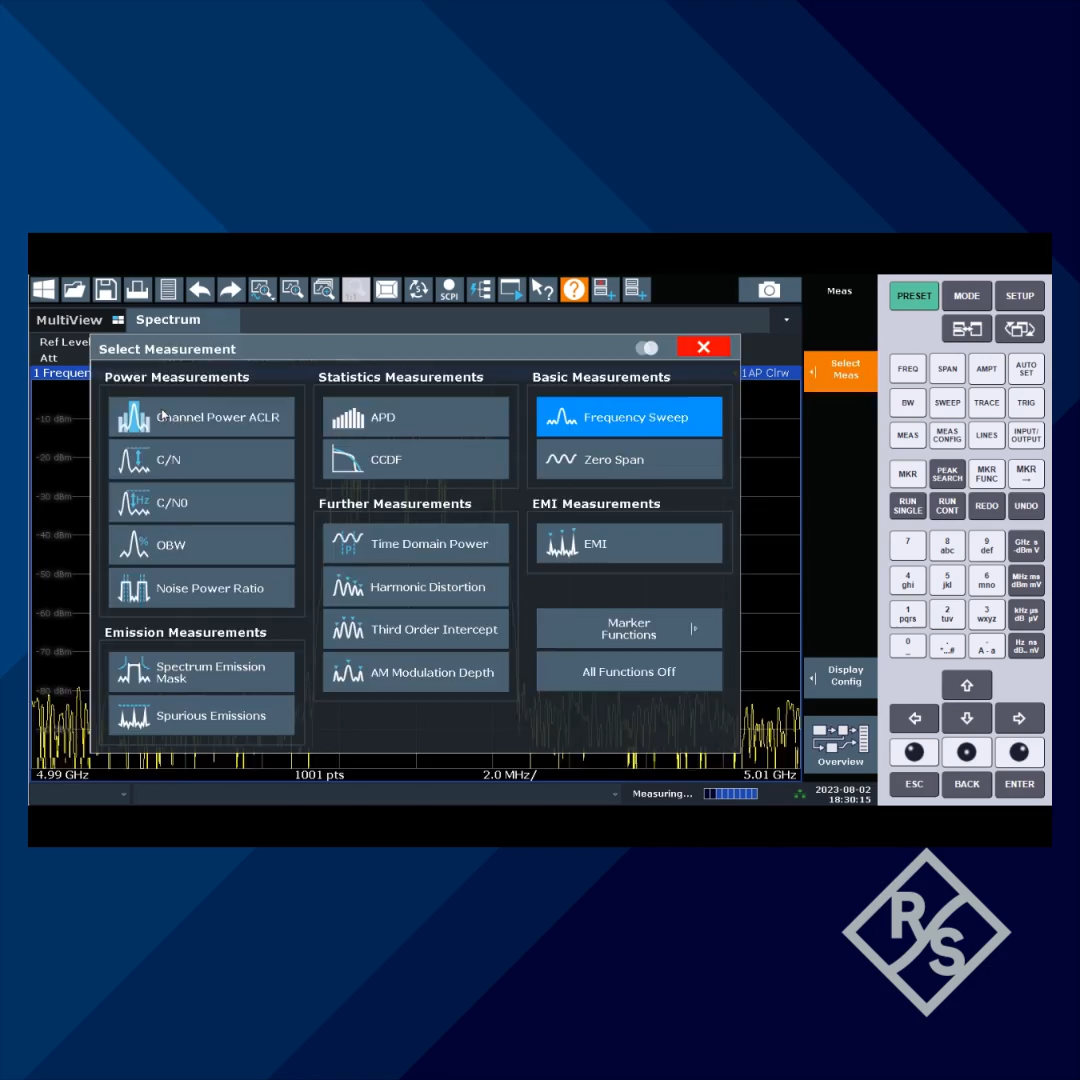 SCPI
Meas
PRESET
MODE
SETUP
MultiView
Spectrum
Ref Level
Att
1 Frequen
1AP Clrw
Select Measurement
Power Measurements
Channel Power ACLR
C/N
C/N0
OBW
Noise Power Ratio
Emission Measurements
Spectrum Emission
Mask
Spurious Emissions
Statistics Measurements
APD
CCDF
Further Measurements
Time Domain Power
Harmonic Distortion
Third Order Intercept
AM Modulation Depth
Basic Measurements
Frequency Sweep
Zero Span
EMI Measurements
EMI
Marker
Functions
All Functions Off
-10 dBm
-20 dBm
-30 dBm
-40 dBm
-50 dBm
-60 dBm
-70 dBm
-80 dBm
4.99 GHz
1001 pts
2.0 MHz/
5.01 GHz
Measuring...
2023-08-02
18:30:15
Select
Meas
Display
Config
Overview
FREQ
SPAN
AMPT
AUTO
SET
BW
SWEEP
TRACE
TRIG
MEAS
MEAS
CONFIG
LINES
INPUT/
OUTPUT
MKR
PEAK
SEARCH
MKR
FUNC
MKR
→
RUN
SINGLE
RUN
CONT
REDO
UNDO
7
8
abc
9
def
GHz s
-dBm V
4
ghi
5
jkl
6
mno
MHz ms
dBm mV
1
pqrs
2
tuv
3
wxyz
kHz µs
dB µV
0
_
.
*...#
-
A - a
Hz ns
dB.. nV
ESC
BACK
ENTER
R
S